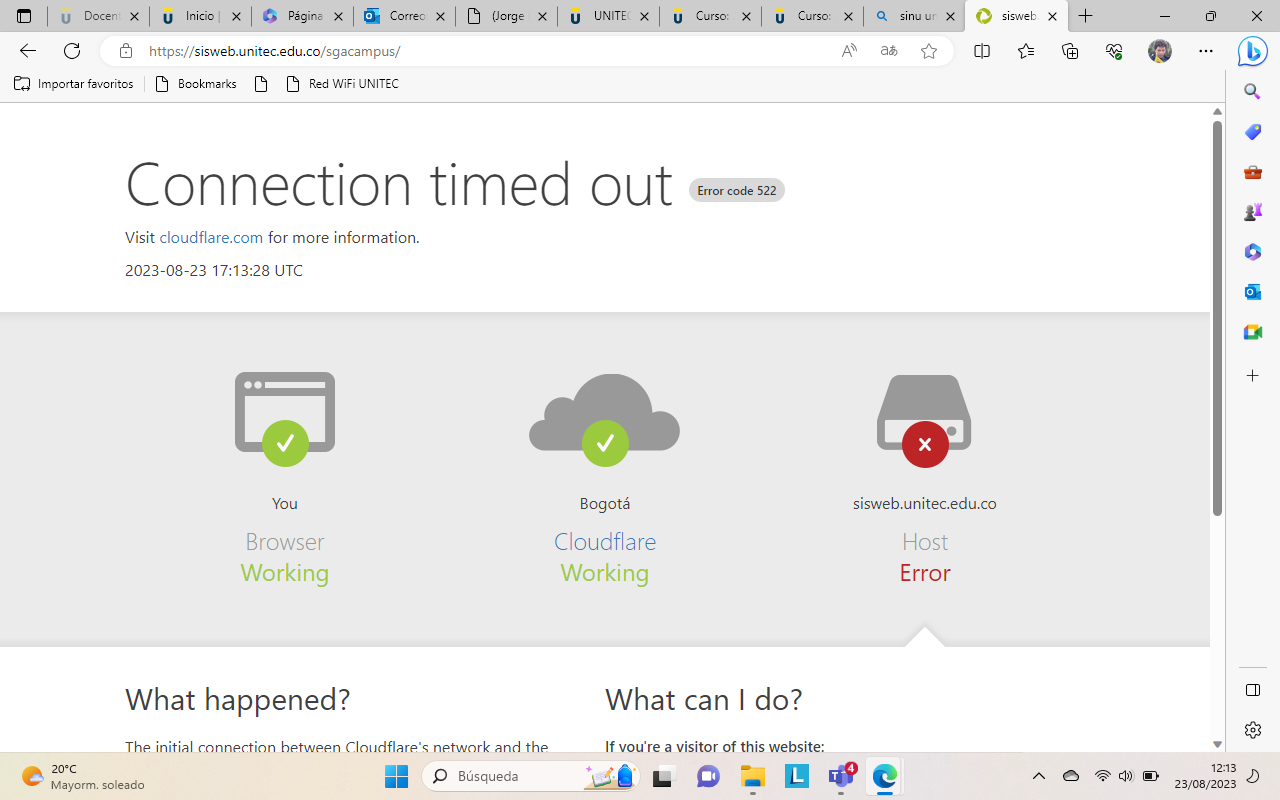 Docent
Inicio |
Página
Correo
(Jorge
UNITEC
Curso:
Curso:
sinu un
sisweb.
https://sisweb.unitec.edu.co/sgacampus/
Importar favoritos
Bookmarks
Red WiFi UNITEC
Connection timed out
Error code 522
Visit cloudflare.com for more information.
2023-08-23 17:13:28 UTC
You
Browser
Working
Bogotá
Cloudflare
Working
sisweb.unitec.edu.co
Host
Error
What happened?
The initial connection between Cloudflare's network and the
What can I do?
If you're a visitor of this website:
20°C
Mayorm. soleado
Búsqueda
L
4
12:13
23/08/2023